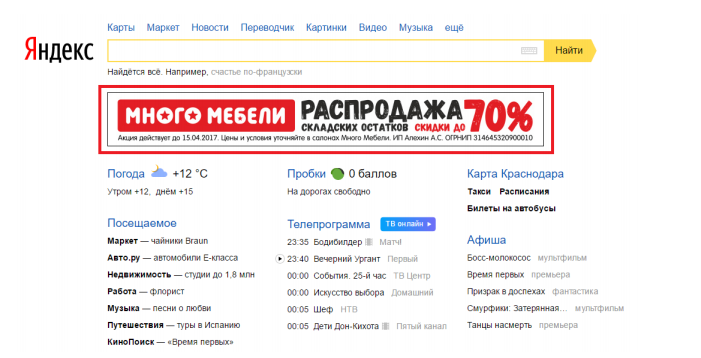 Карты Маркет Новости Переводчик Картинки Видео Музыка ещё
Яндекс
Найти
Найдётся всё. Например, счастье по-французски
МНОГО МЕБЕЛИ РАСПРОДАЖА
СКЛАДСКИХ ОСТАТКОВ СКИДКИ ДО 70%
Акция действует до 15.04.2017. Цены и условия уточняйте в салонах Много Мебели. ИП Алехин А.С. ОГРНИП 314645320900010
Погода +12 °C
Утром +12, днём +15
Пробки 0 баллов
На дорогах свободно
Карта Краснодара
Такси Расписания
Билеты на автобусы
Посещаемое
Маркет — чайники Braun
Авто.ру — автомобили E-класса
Недвижимость — студии до 1,8 млн
Работа — флорист
Музыка — песни о любви
Путешествия — туры в Испанию
КиноПоиск — «Время первых»
Телепрограмма ТВ онлайн
23:35 Бодибилдер Матч!
23:40 Вечерний Ургант Первый
00:00 События. 25-й час ТВ Центр
00:00 Искусство выбора Домашний
00:05 Шеф НТВ
00:05 Дети Дон-Кихота Пятый канал
Афиша
Босс-молокосос мультфильм
Время первых премьера
Призрак в доспехах фантастика
Смурфики: Затерянная... мультфильм
Танцы насмерть премьера